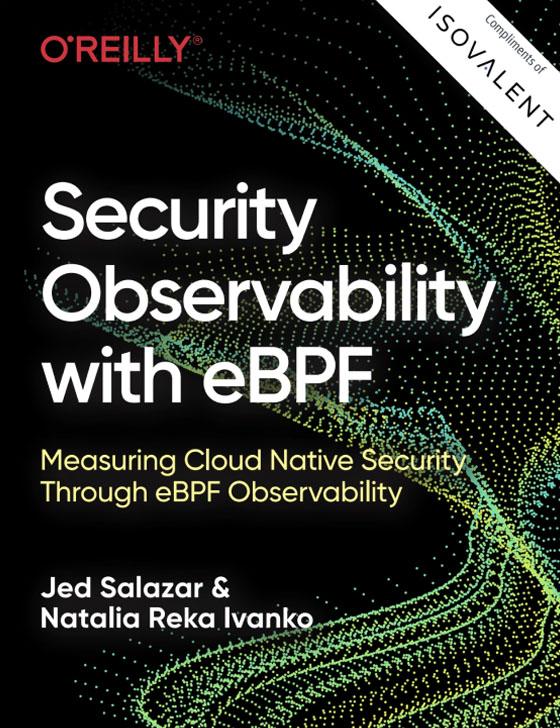 O'REILLY®
Compliments of
ISOVALENT
Security
Observability
with eBPF
Measuring Cloud Native Security
Through eBPF Observability
Jed Salazar &
Natalia Reka Ivanko